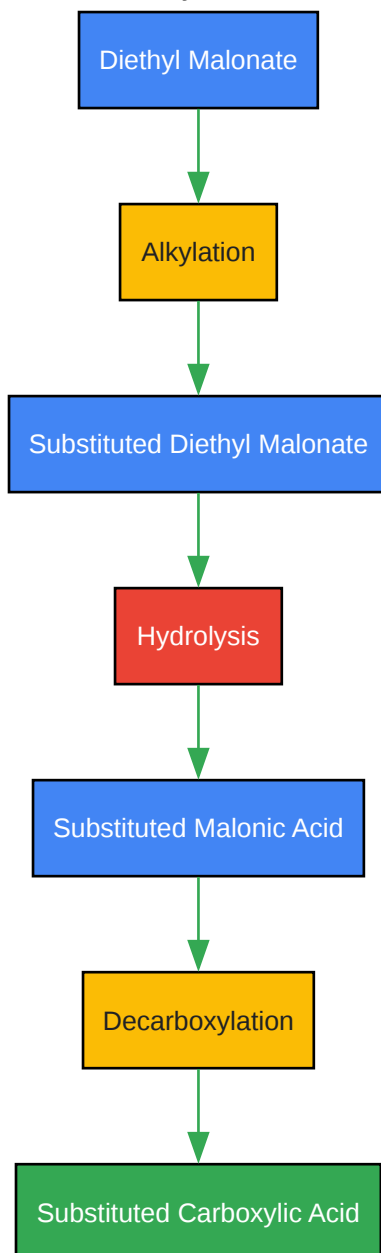 Diethyl Malonate
Alkylation
Substituted Diethyl Malonate
Hydrolysis
Substituted Malonic Acid
Decarboxylation
Substituted Carboxylic Acid